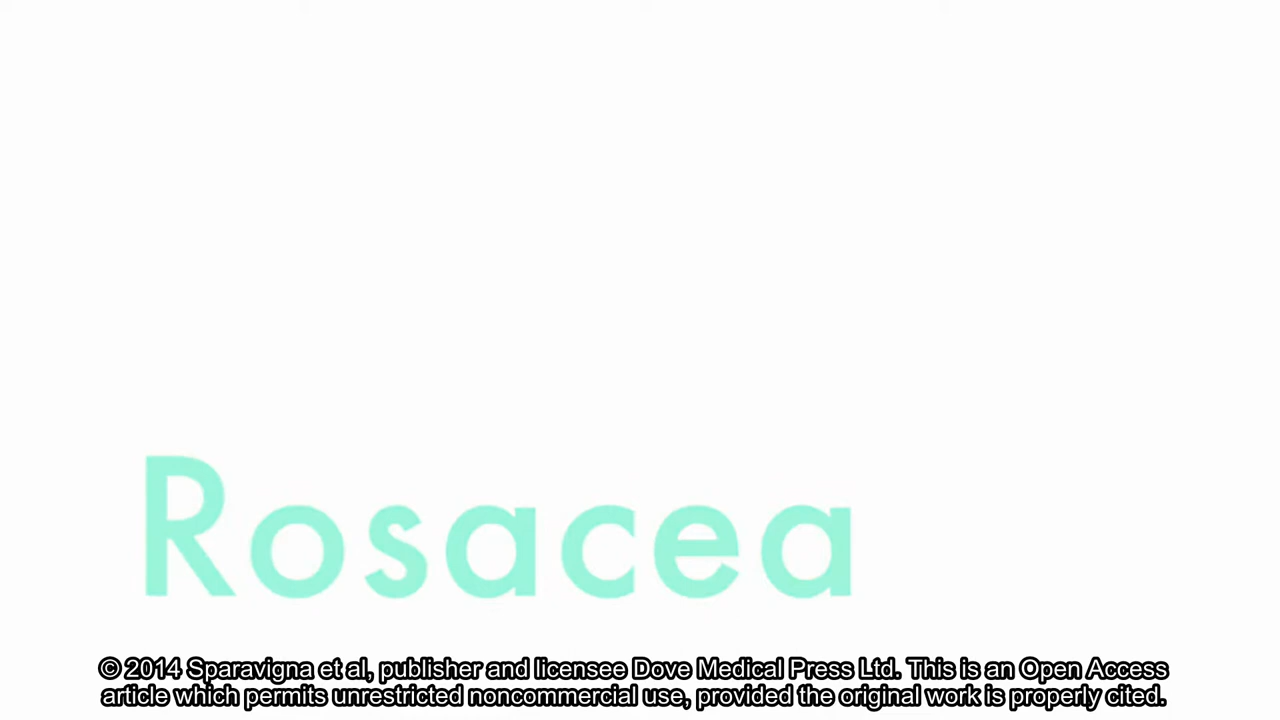 Rosacea
© 2014 Sparavigna et al, publisher and licensee Dove Medical Press Ltd. This is an Open Access
article which permits unrestricted noncommercial use, provided the original work is properly cited.